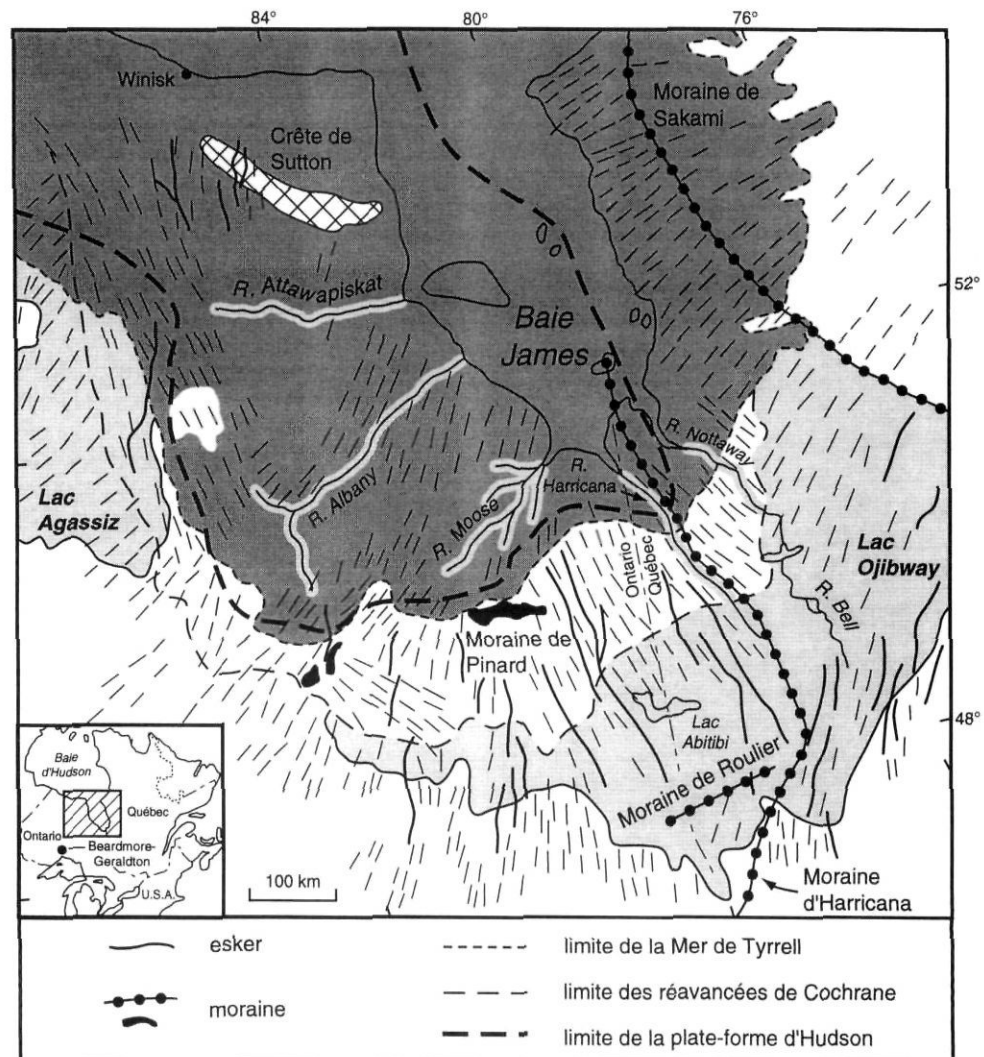 84°
80°
76°
Winisk
Moraine de
Sakami
Crête de
Sutton
52°
R. Attawapiskat
Baie
James
R. Nottaway
R.
Harricana
R. Albany
R. Moose
Lac
Agassiz
Ontario
Québec
Lac
Ojibway
R. Bell
Moraine de
Pinard
48°
Lac
Abitibi
Moraine de Roulier
Baie
d'Hudson
Québec
Ontario
Beardmore-
Geraldton
U.S.A.
100 km
Moraine
d'Harricana
esker
limite de la Mer de Tyrrell
moraine
limite des réavancées de Cochrane
limite de la plate-forme d'Hudson